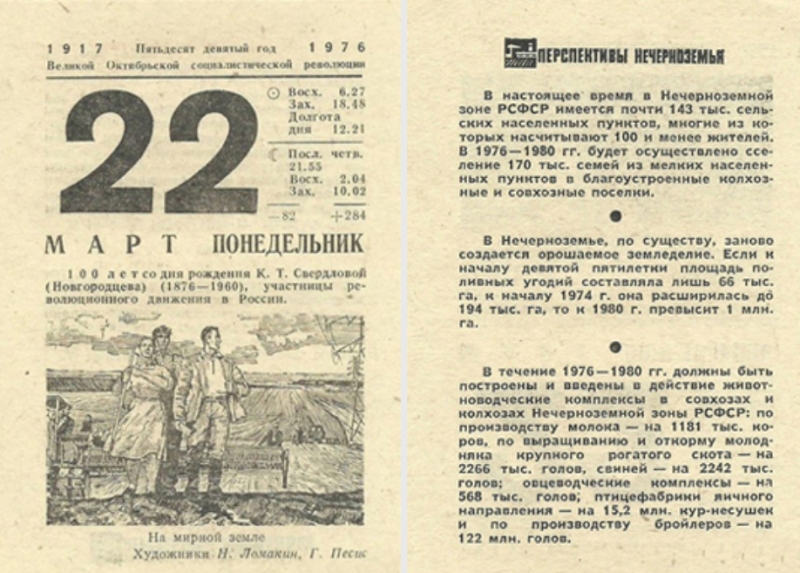 1917 Пятьдесят девятый год 1976
Великой Октябрьской социалистической революции
22
Восх. 6.27
Зах. 18.48
Долгота
дня 12.21
Посл. четв.
21.55
Восх. 2.04
Зах. 10.02
—82 +284
МАРТ ПОНЕДЕЛЬНИК
100 лет со дня рождения К. Т. Свердловой
(Новгородцева) (1876—1960), участницы ре-
волюционного движения в России.
На мирной земле
Художники Н. Ломакин, Г. Песис
ПЕРСПЕКТИВЫ НЕЧЕРНОЗЕМЬЯ
В настоящее время в Нечерноземной
зоне РСФСР имеется почти 143 тыс. сель-
ских населенных пунктов, многие из ко-
торых насчитывают 100 и менее жителей.
В 1976—1980 гг. будет осуществлено ссе-
ление 170 тыс. семей из мелких населен-
ных пунктов в благоустроенные колхоз-
ные и совхозные поселки.
В Нечерноземье, по существу, заново
создается орошаемое земледелие. Если к
началу девятой пятилетки площадь по-
ливных угодий составляла лишь 66 тыс.
га, к началу 1974 г. она расширилась до
194 тыс. га, то к 1980 г. превысит 1 млн.
га.
В течение 1976—1980 гг. должны быть
построены и введены в действие живот-
новодческие комплексы в совхозах и
колхозах Нечерноземной зоны РСФСР: по
производству молока — на 1181 тыс. ко-
ров, по выращиванию и откорму молод-
няка крупного рогатого скота — на
2266 тыс. голов, свиней — на 2242 тыс.
голов; овцеводческие комплексы — на
568 тыс. голов; птицефабрики яичного
направления — на 15,2 млн. кур-несушек
и по производству бройлеров — на
122 млн. голов.